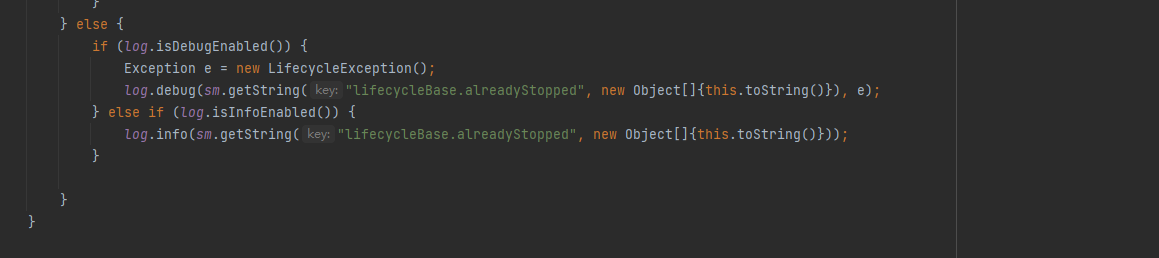 }
} else {
if (log.isDebugEnabled()) {
Exception e = new LifecycleException();
log.debug(sm.getString( key: "lifecycleBase.alreadyStopped", new Object[]{this.toString()}), e);
} else if (log.isInfoEnabled()) {
log.info(sm.getString( key: "lifecycleBase.alreadyStopped", new Object[]{this.toString()}));
}
}
}